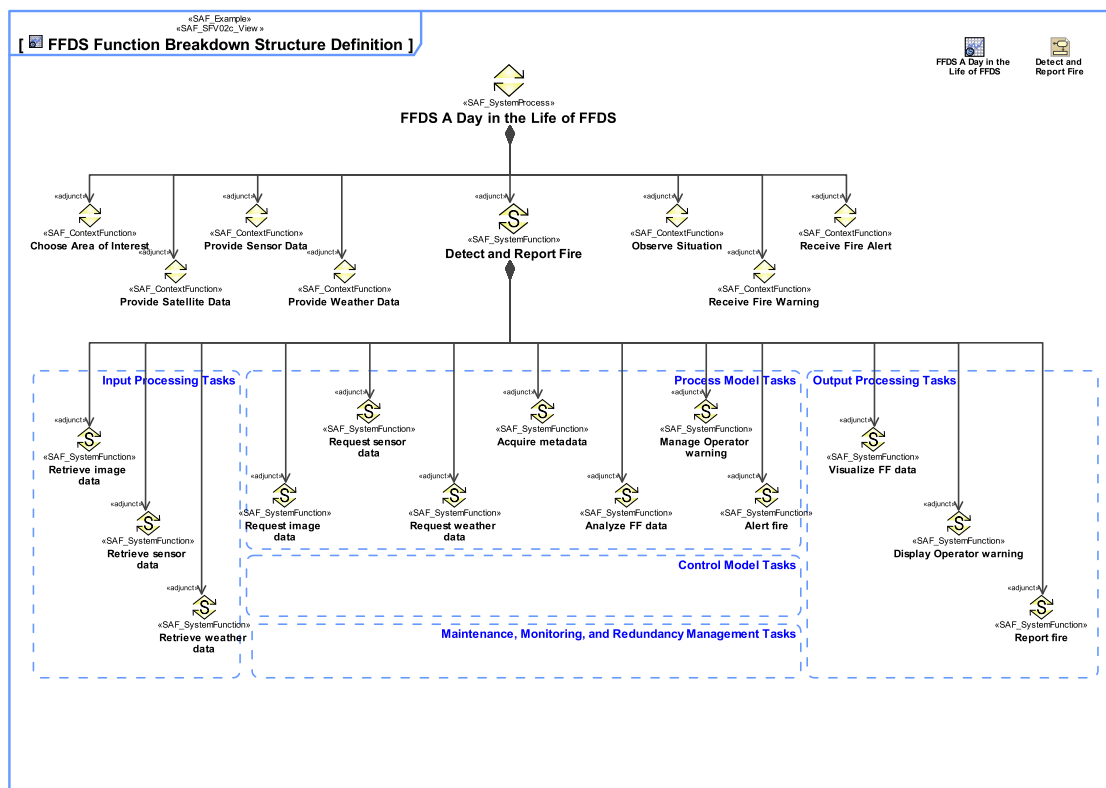 «SAF_Example»
«SAF_SFV02c_View »
[ FFDS Function Breakdown Structure Definition ]
FFDS A Day in the
Life of FFDS
Detect and
Report Fire
«SAF_SystemProcess»
FFDS A Day in the Life of FFDS
«adjunct»
«SAF_ContextFunction»
Choose Area of Interest
«adjunct»
«SAF_ContextFunction»
Provide Satellite Data
«adjunct»
«SAF_ContextFunction»
Provide Sensor Data
«adjunct»
«SAF_ContextFunction»
Provide Weather Data
«adjunct»
S
«SAF_SystemFunction»
Detect and Report Fire
«adjunct»
«SAF_ContextFunction»
Observe Situation
«adjunct»
«SAF_ContextFunction»
Receive Fire Warning
«adjunct»
«SAF_ContextFunction»
Receive Fire Alert
Input Processing Tasks
«adjunct»
S
«SAF_SystemFunction»
Retrieve image
data
«adjunct»
S
«SAF_SystemFunction»
Retrieve sensor
data
«adjunct»
S
«SAF_SystemFunction»
Retrieve weather
data
Process Model Tasks
«adjunct»
S
«SAF_SystemFunction»
Request image
data
«adjunct»
S
«SAF_SystemFunction»
Request sensor
data
«adjunct»
S
«SAF_SystemFunction»
Request weather
data
«adjunct»
S
«SAF_SystemFunction»
Acquire metadata
«adjunct»
S
«SAF_SystemFunction»
Analyze FF data
«adjunct»
S
«SAF_SystemFunction»
Manage Operator
warning
«adjunct»
S
«SAF_SystemFunction»
Alert fire
Control Model Tasks
Maintenance, Monitoring, and Redundancy Management Tasks
Output Processing Tasks
«adjunct»
S
«SAF_SystemFunction»
Visualize FF data
«adjunct»
S
«SAF_SystemFunction»
Display Operator warning
«adjunct»
S
«SAF_SystemFunction»
Report fire